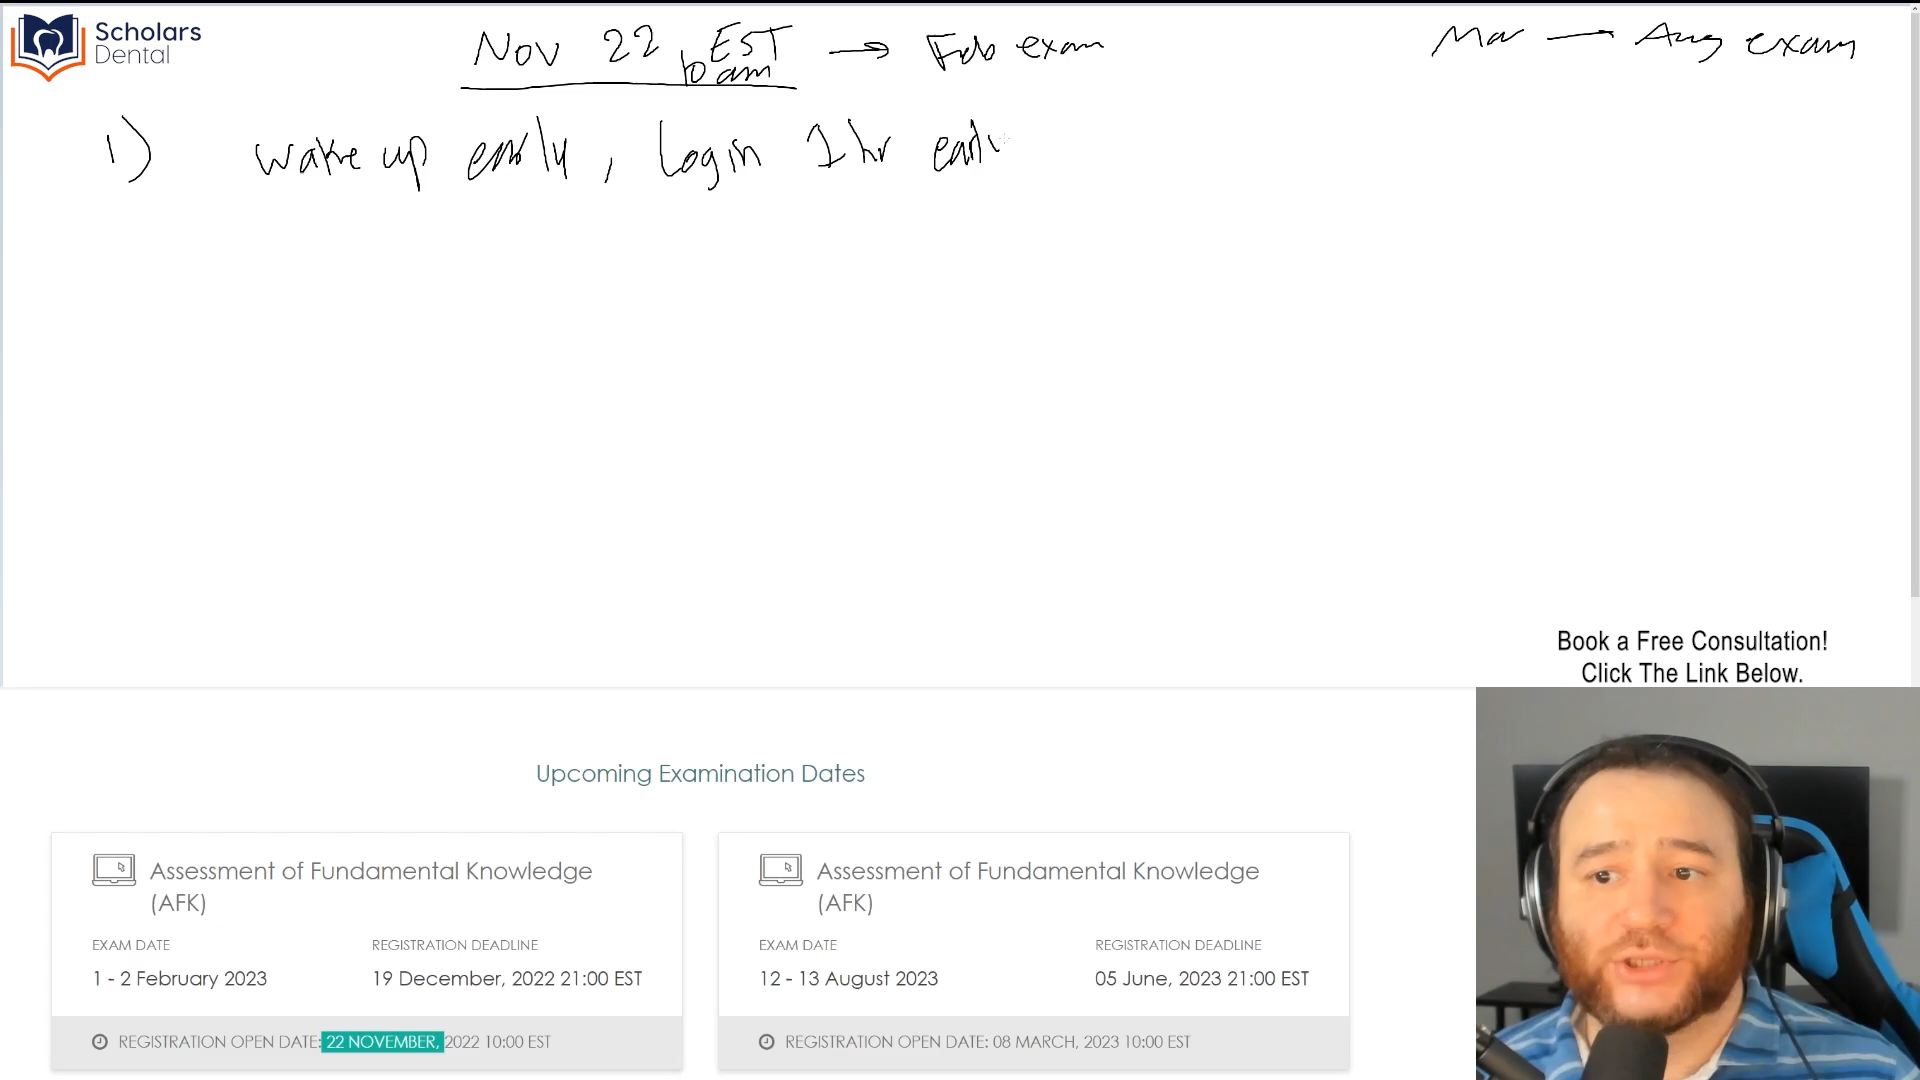 Scholars
Dental
Nov 22 EST 10 am → Feb exam
Mar → Aug exam
1) wake up early, Login 1 hr early
Book a Free Consultation!
Click The Link Below.
Upcoming Examination Dates
Assessment of Fundamental Knowledge
(AFK)
EXAM DATE REGISTRATION DEADLINE
1 - 2 February 2023 19 December, 2022 21:00 EST
REGISTRATION OPEN DATE: 22 NOVEMBER, 2022 10:00 EST
Assessment of Fundamental Knowledge
(AFK)
EXAM DATE REGISTRATION DEADLINE
12 - 13 August 2023 05 June, 2023 21:00 EST
REGISTRATION OPEN DATE: 08 MARCH, 2023 10:00 EST